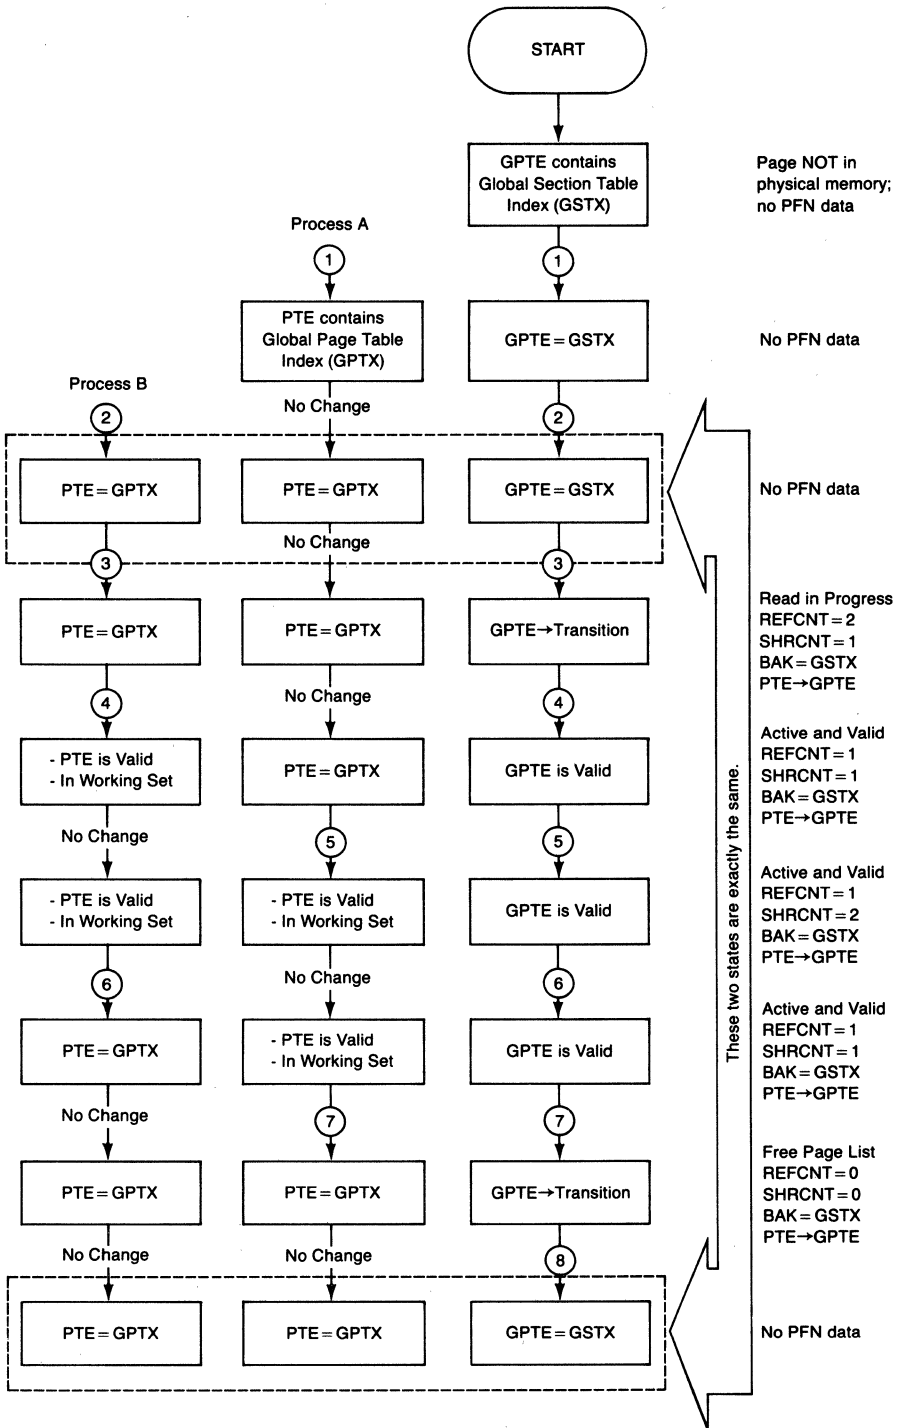 START
GPTE contains
Global Section Table
Index (GSTX)
Page NOT in
physical memory;
no PFN data
Process A
1
1
PTE contains
Global Page Table
Index (GPTX)
GPTE=GSTX
No PFN data
Process B
No Change
2
2
PTE=GPTX
PTE=GPTX
GPTE=GSTX
No PFN data
No Change
3
3
PTE=GPTX
PTE=GPTX
GPTE→Transition
Read in Progress
REFCNT=2
SHRCNT=1
BAK=GSTX
PTE→GPTE
No Change
4
4
- PTE is Valid
- In Working Set
PTE=GPTX
GPTE is Valid
Active and Valid
REFCNT=1
SHRCNT=1
BAK=GSTX
PTE→GPTE
No Change
5
5
- PTE is Valid
- In Working Set
- PTE is Valid
- In Working Set
GPTE is Valid
Active and Valid
REFCNT=1
SHRCNT=2
BAK=GSTX
PTE→GPTE
These two states are exactly the same.
6
No Change
6
PTE=GPTX
- PTE is Valid
- In Working Set
GPTE is Valid
Active and Valid
REFCNT=1
SHRCNT=1
BAK=GSTX
PTE→GPTE
No Change
7
7
PTE=GPTX
PTE=GPTX
GPTE→Transition
Free Page List
REFCNT=0
SHRCNT=0
BAK=GSTX
PTE→GPTE
No Change
No Change
8
PTE=GPTX
PTE=GPTX
GPTE=GSTX
No PFN data